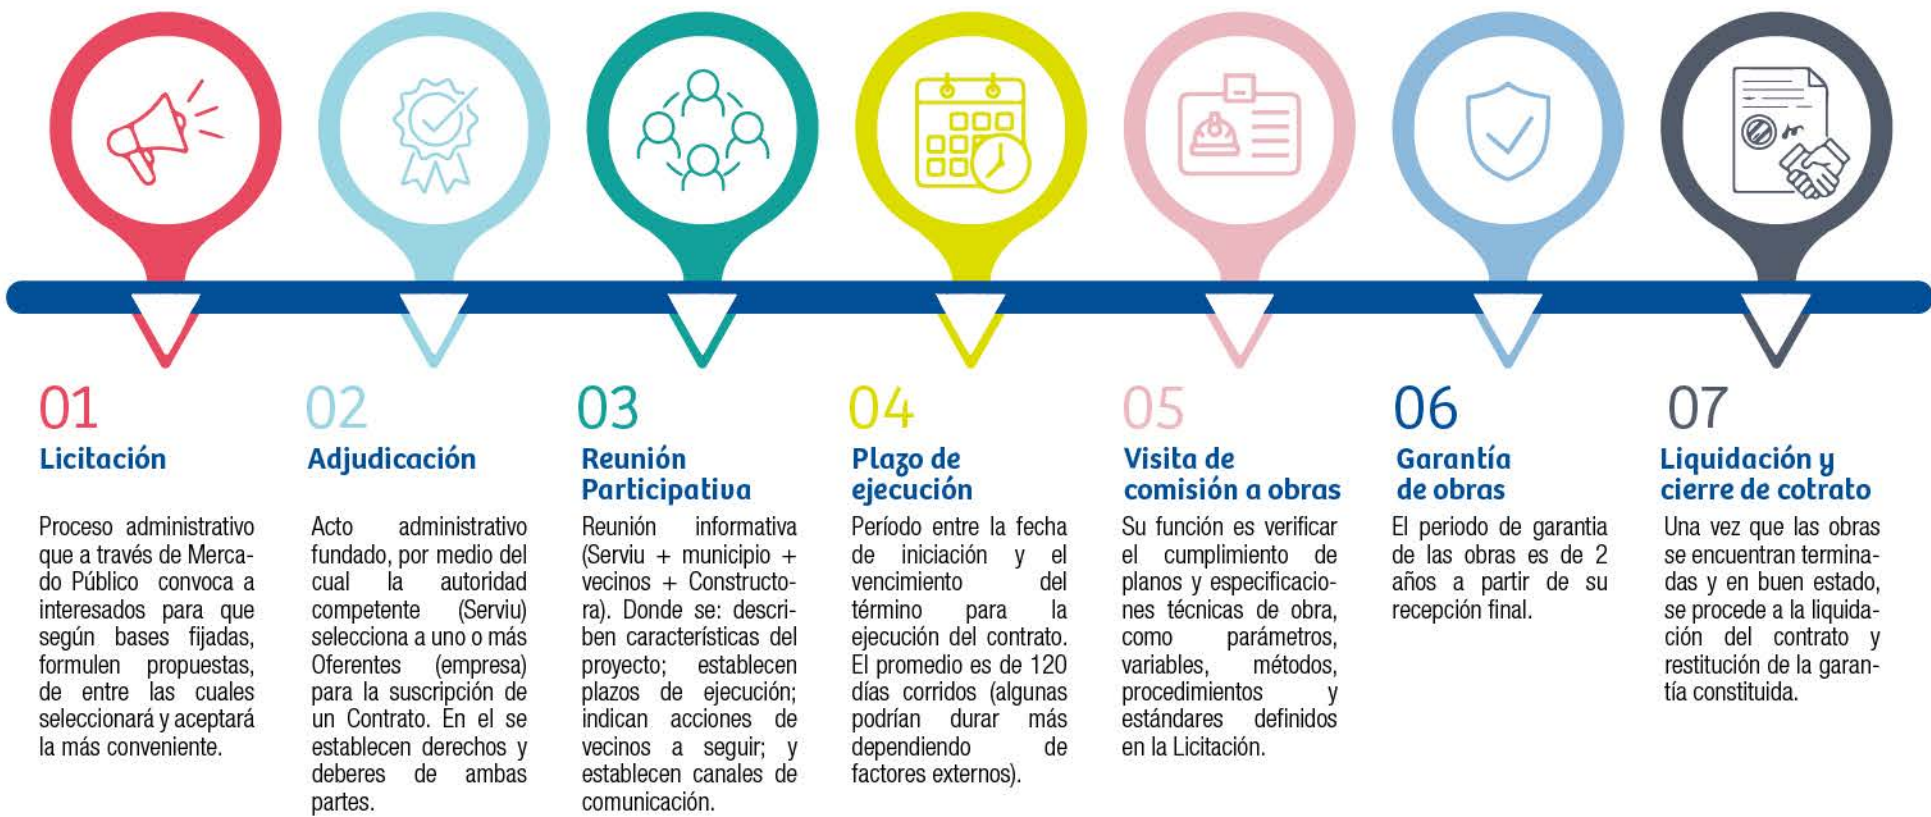 01
Licitación
Proceso administrativo
que a través de Merca-
do Público convoca a
interesados para que
según bases fijadas,
formulen propuestas,
de entre las cuales
seleccionará y aceptará
la más conveniente.
02
Adjudicación
Acto administrativo
fundado, por medio del
cual la autoridad
competente (Serviu)
selecciona a uno o más
Oferentes (empresa)
para la suscripción de
un Contrato. En el se
establecen derechos y
deberes de ambas
partes.
03
Reunión
Participativa
Reunión informativa
(Serviu + municipio +
vecinos + Constructo-
ra). Donde se: descri-
ben características del
proyecto; establecen
plazos de ejecución;
indican acciones de
vecinos a seguir; y
establecen canales de
comunicación.
04
Plazo de
ejecución
Período entre la fecha
de iniciación y el
vencimiento del
término para la
ejecución del contrato.
El promedio es de 120
días corridos (algunas
podrían durar más
dependiendo de
factores externos).
05
Visita de
comisión a obras
Su función es verificar
el cumplimiento de
planos y especificacio-
nes técnicas de obra,
como parámetros,
variables, métodos,
procedimientos y
estándares definidos
en la Licitación.
06
Garantía
de obras
El periodo de garantia
de las obras es de 2
años a partir de su
recepción final.
07
Liquidación y
cierre de cotrato
Una vez que las obras
se encuentran termina-
das y en buen estado,
se procede a la liquida-
ción del contrato y
restitución de la garan-
tía constituida.